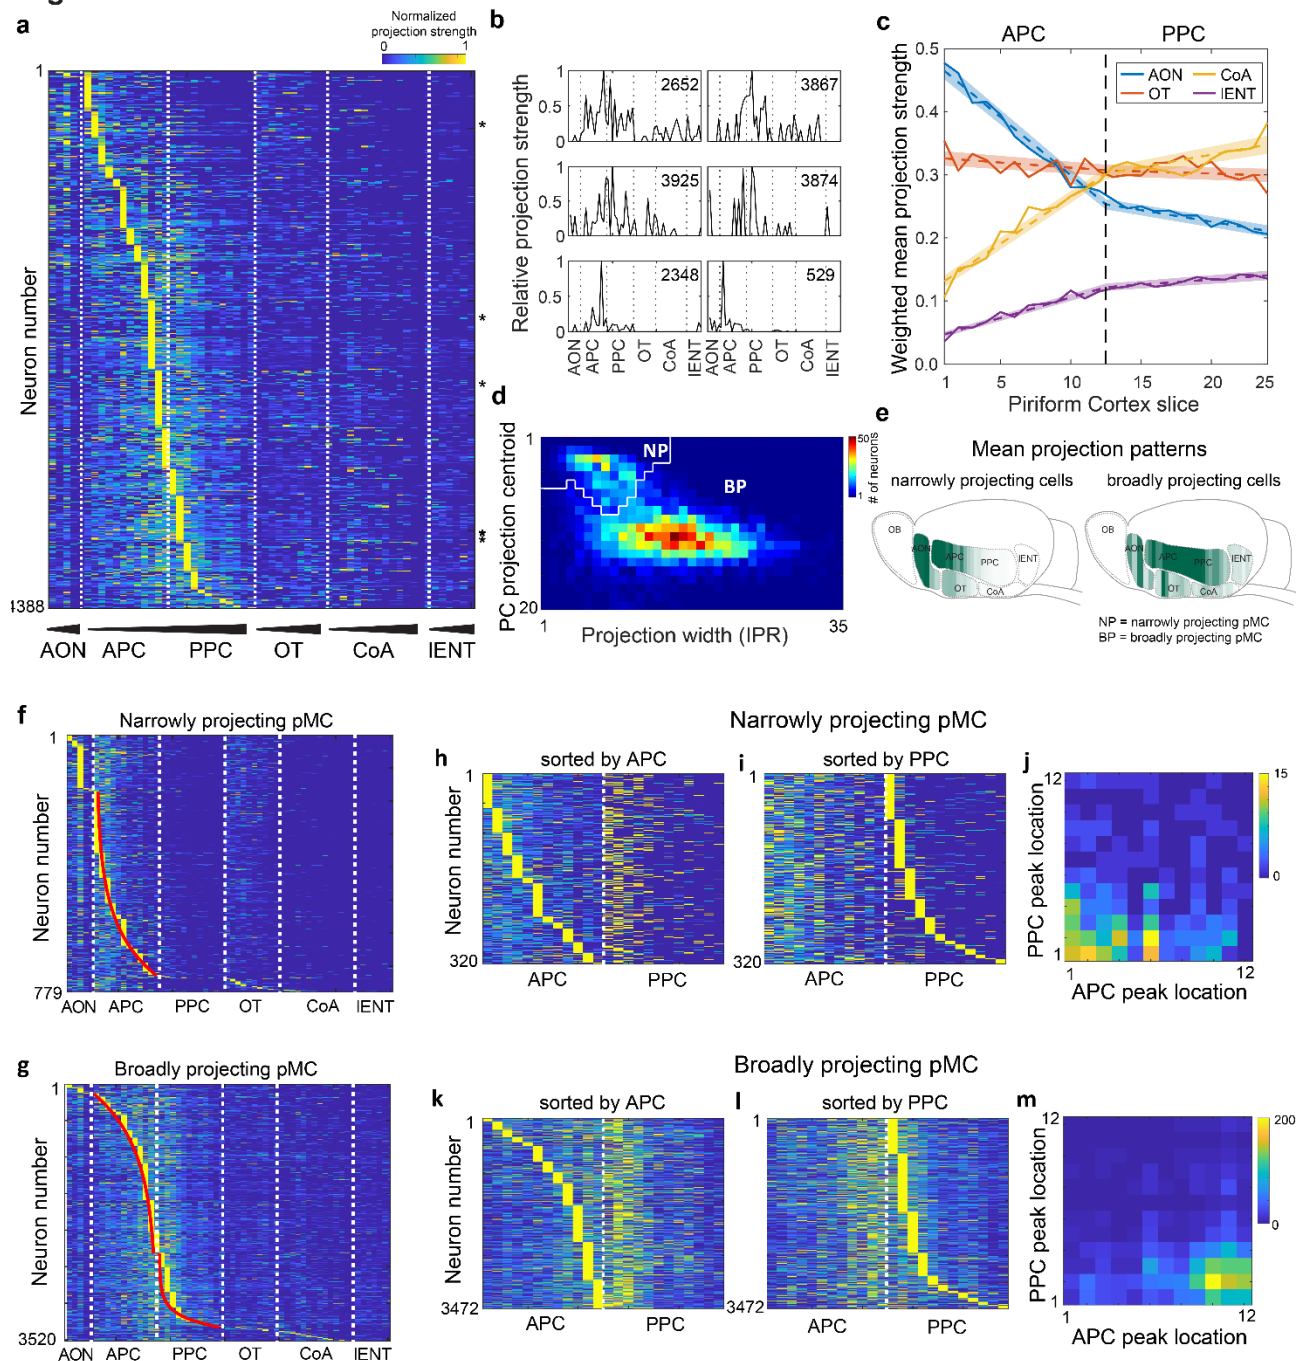 a
Normalized
projection strength
0 1
1
Neuron number
*
*
*
*
*
4388
AON APC PPC OT CoA lENT
b
Relative projection strength
1
0.5
0
2652
3867
1
0.5
0
3925
3874
1
0.5
0
2348
529
AON APC PPC OT CoA lENT
AON APC PPC OT CoA lENT
c
APC PPC
Weighted mean projection strength
0.5
0.4
0.3
0.2
0.1
0.0
AON CoA
OT lENT
1 5 10 15 20 25
Piriform Cortex slice
d
PC projection centroid
1
20
NP
BP
50
1
# of neurons
1 35
Projection width (IPR)
e
Mean projection patterns
narrowly projecting cells broadly projecting cells
OB AON APC PPC lENT OT CoA
OB AON APC PPC lENT OT CoA
NP = narrowly projecting pMC
BP = broadly projecting pMC
f
Narrowly projecting pMC
1
Neuron number
779
AON APC PPC OT CoA lENT
Narrowly projecting pMC
h
sorted by APC
1
Neuron number
320
APC PPC
i
sorted by PPC
1
320
APC PPC
j
12
PPC peak location
1
1 12
APC peak location
15
0
g
Broadly projecting pMC
1
Neuron number
3520
AON APC PPC OT CoA lENT
Broadly projecting pMC
k
sorted by APC
1
Neuron number
3472
APC PPC
l
sorted by PPC
1
3472
APC PPC
m
12
PPC peak location
1
1 12
APC peak location
200
0